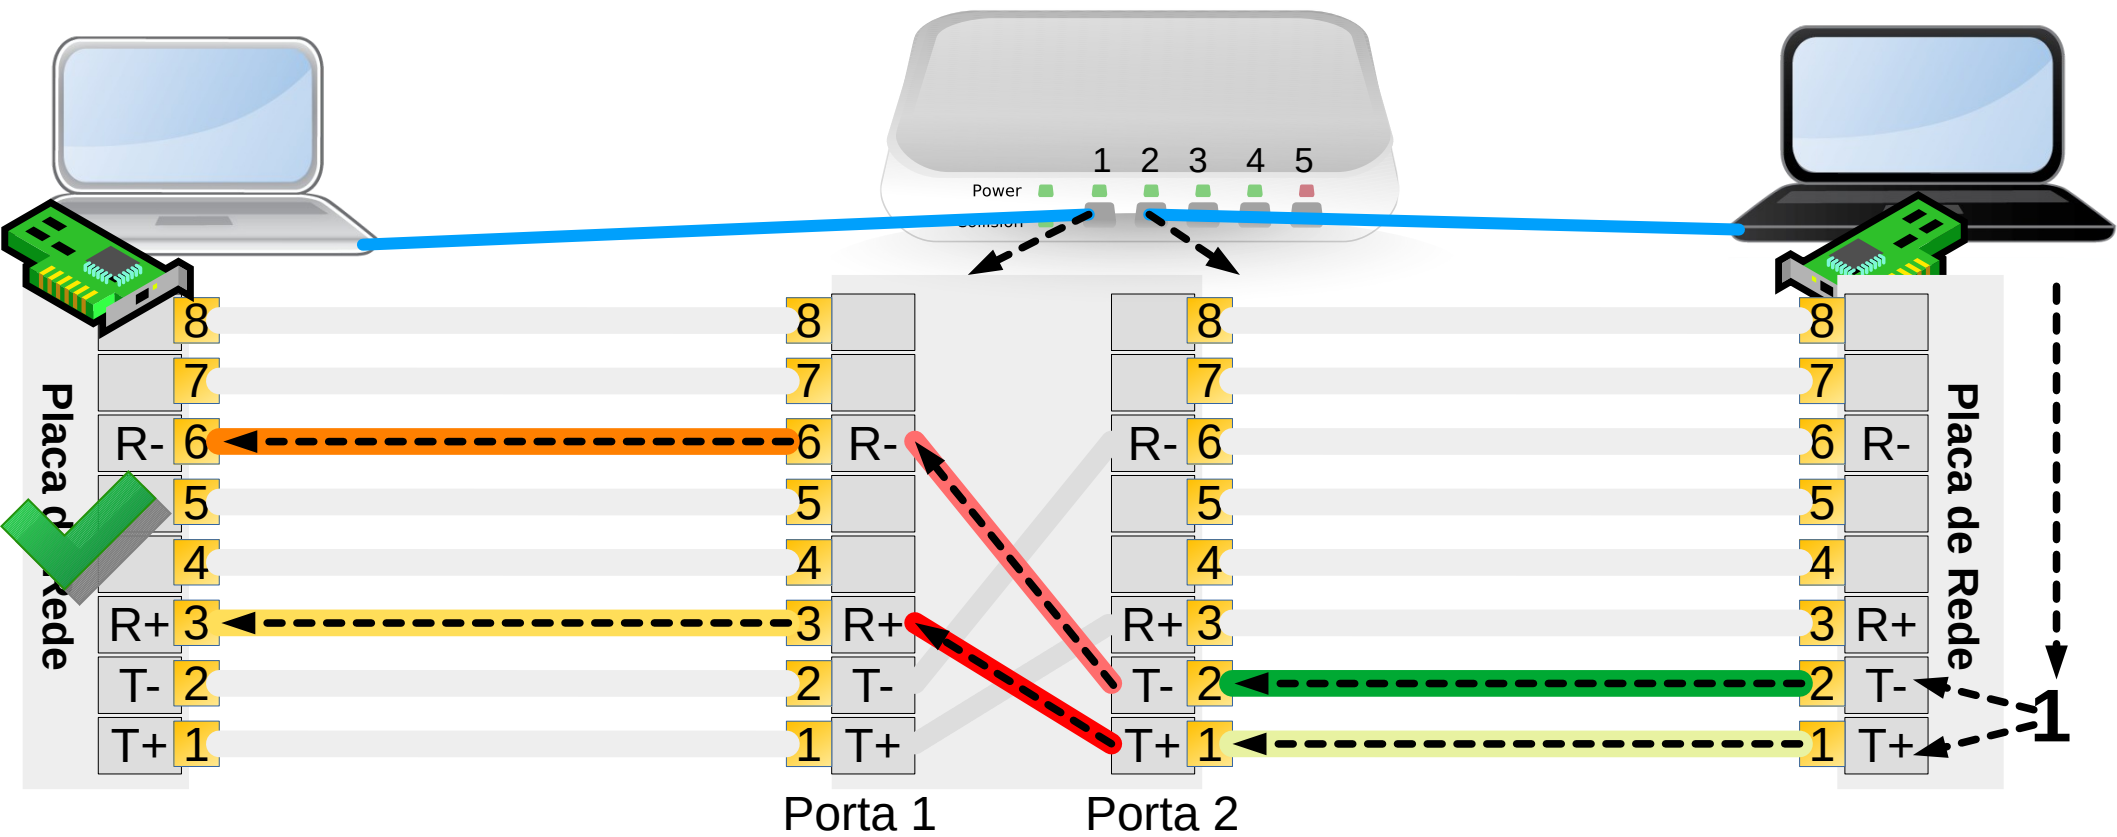 1 2 3 4 5
Power
Collision
8 8 8 8
7 7 7 7
R- 6 6 R- R- 6 6 R-
5 5 5 5
4 4 4 4
R+ 3 3 R+ R+ 3 3 R+
T- 2 2 T- T- 2 2 T-
T+ 1 1 T+ T+ 1 1 T+
Placa de Rede
Placa de Rede
1
Porta 1 Porta 2